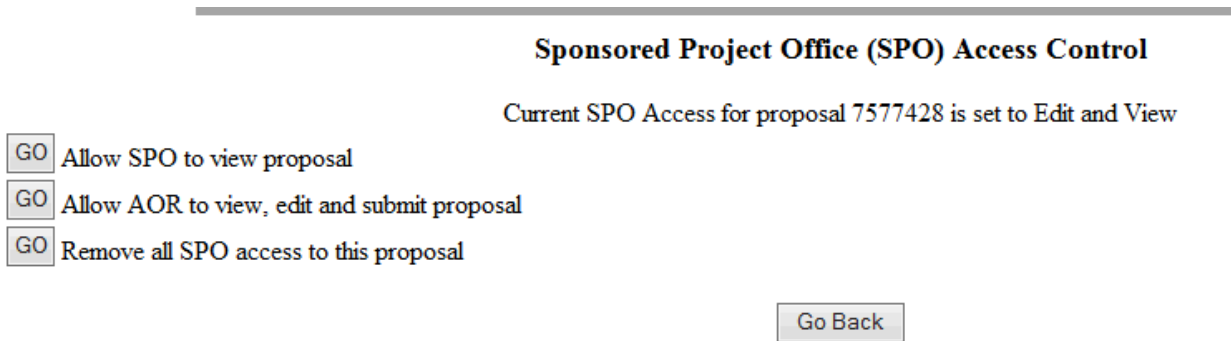 Sponsored Project Office (SPO) Access Control
Current SPO Access for proposal 7577428 is set to Edit and View
GO Allow SPO to view proposal
GO Allow AOR to view, edit and submit proposal
GO Remove all SPO access to this proposal
Go Back